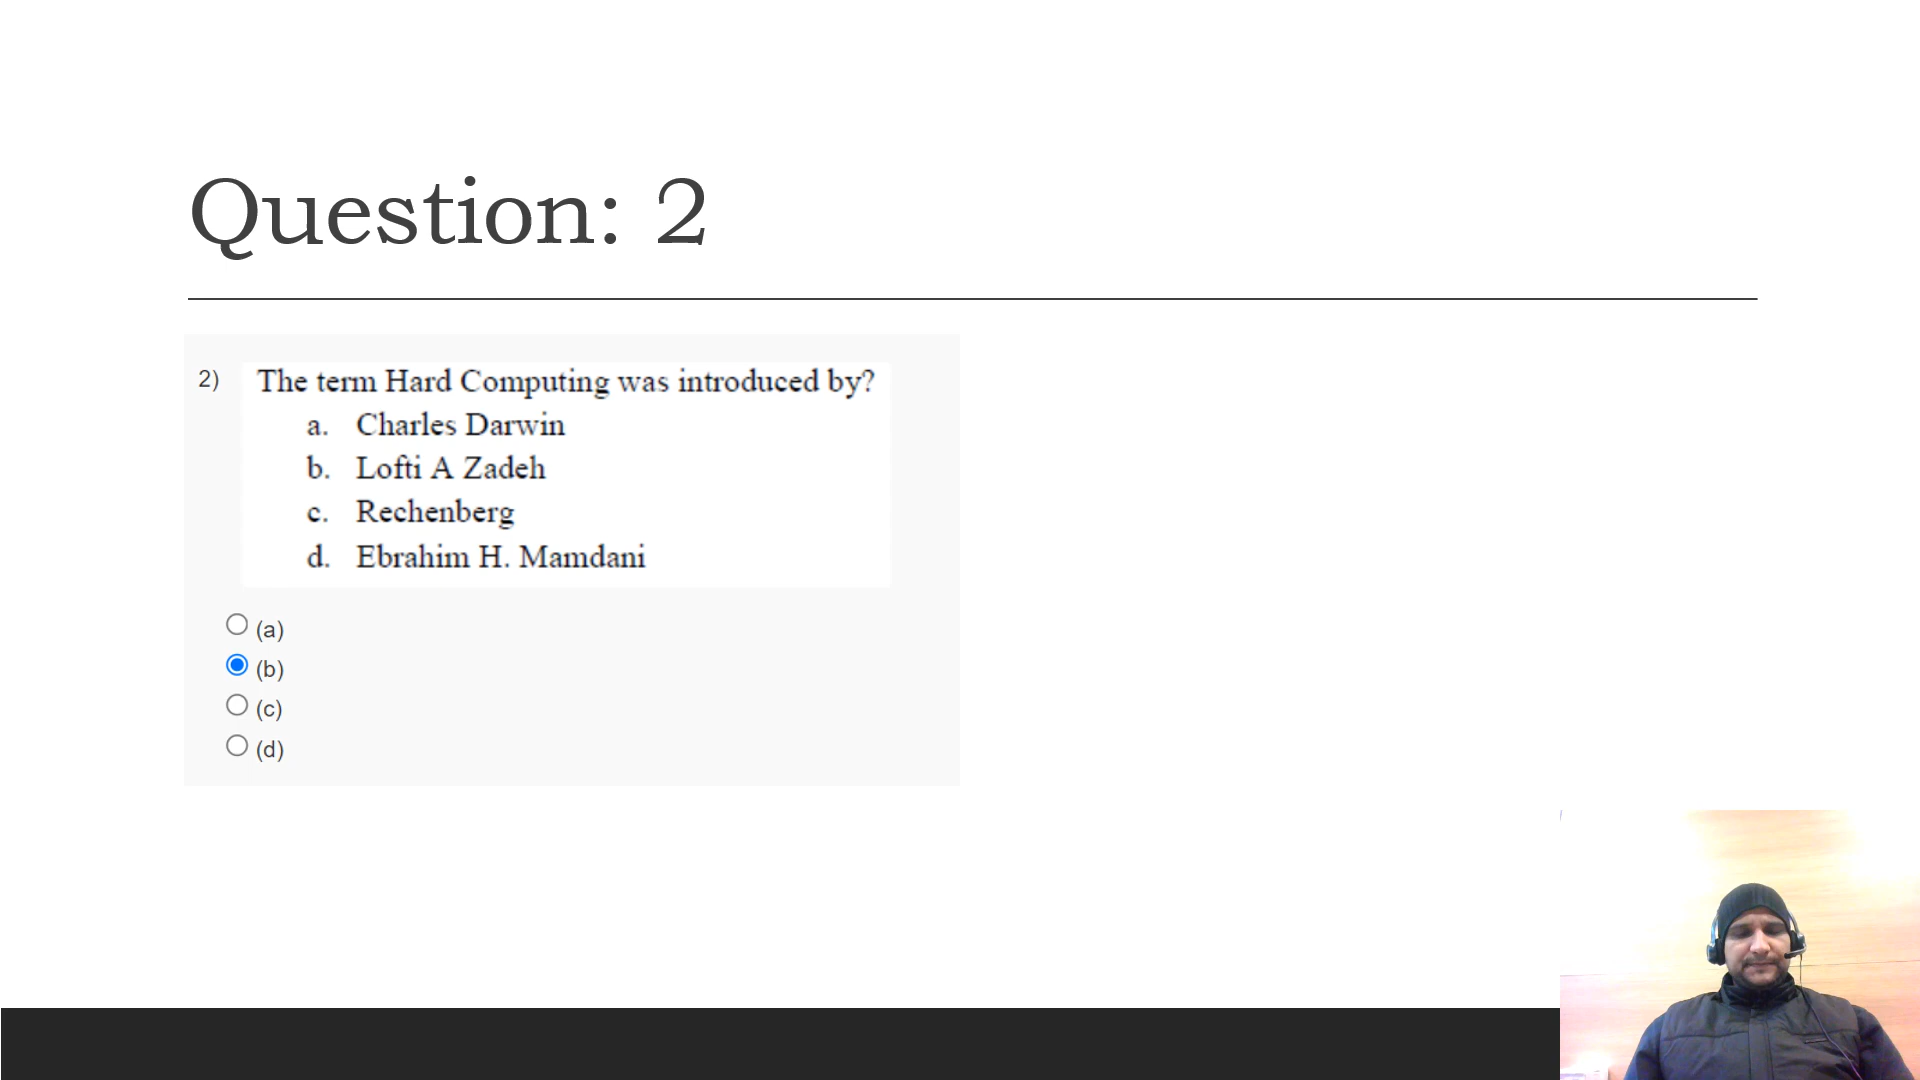 Question: 2
2) The term Hard Computing was introduced by?
a. Charles Darwin
b. Lofti A Zadeh
c. Rechenberg
d. Ebrahim H. Mamdani
(a)
(b)
(c)
(d)